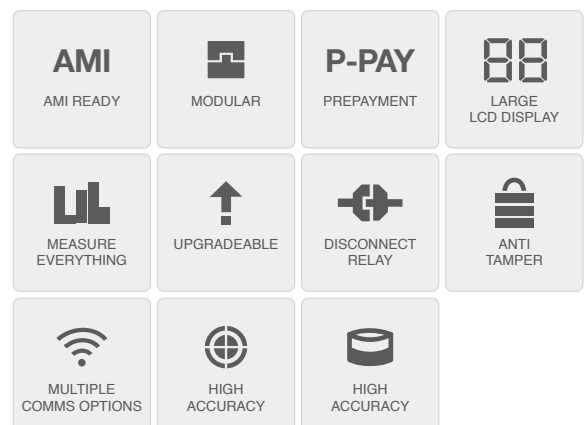 AMI
AMI READY
MODULAR
P-PAY
PREPAYMENT
88
LARGE
LCD DISPLAY
MEASURE
EVERYTHING
UPGRADEABLE
DISCONNECT
RELAY
ANTI
TAMPER
MULTIPLE
COMMS OPTIONS
HIGH
ACCURACY
HIGH
ACCURACY